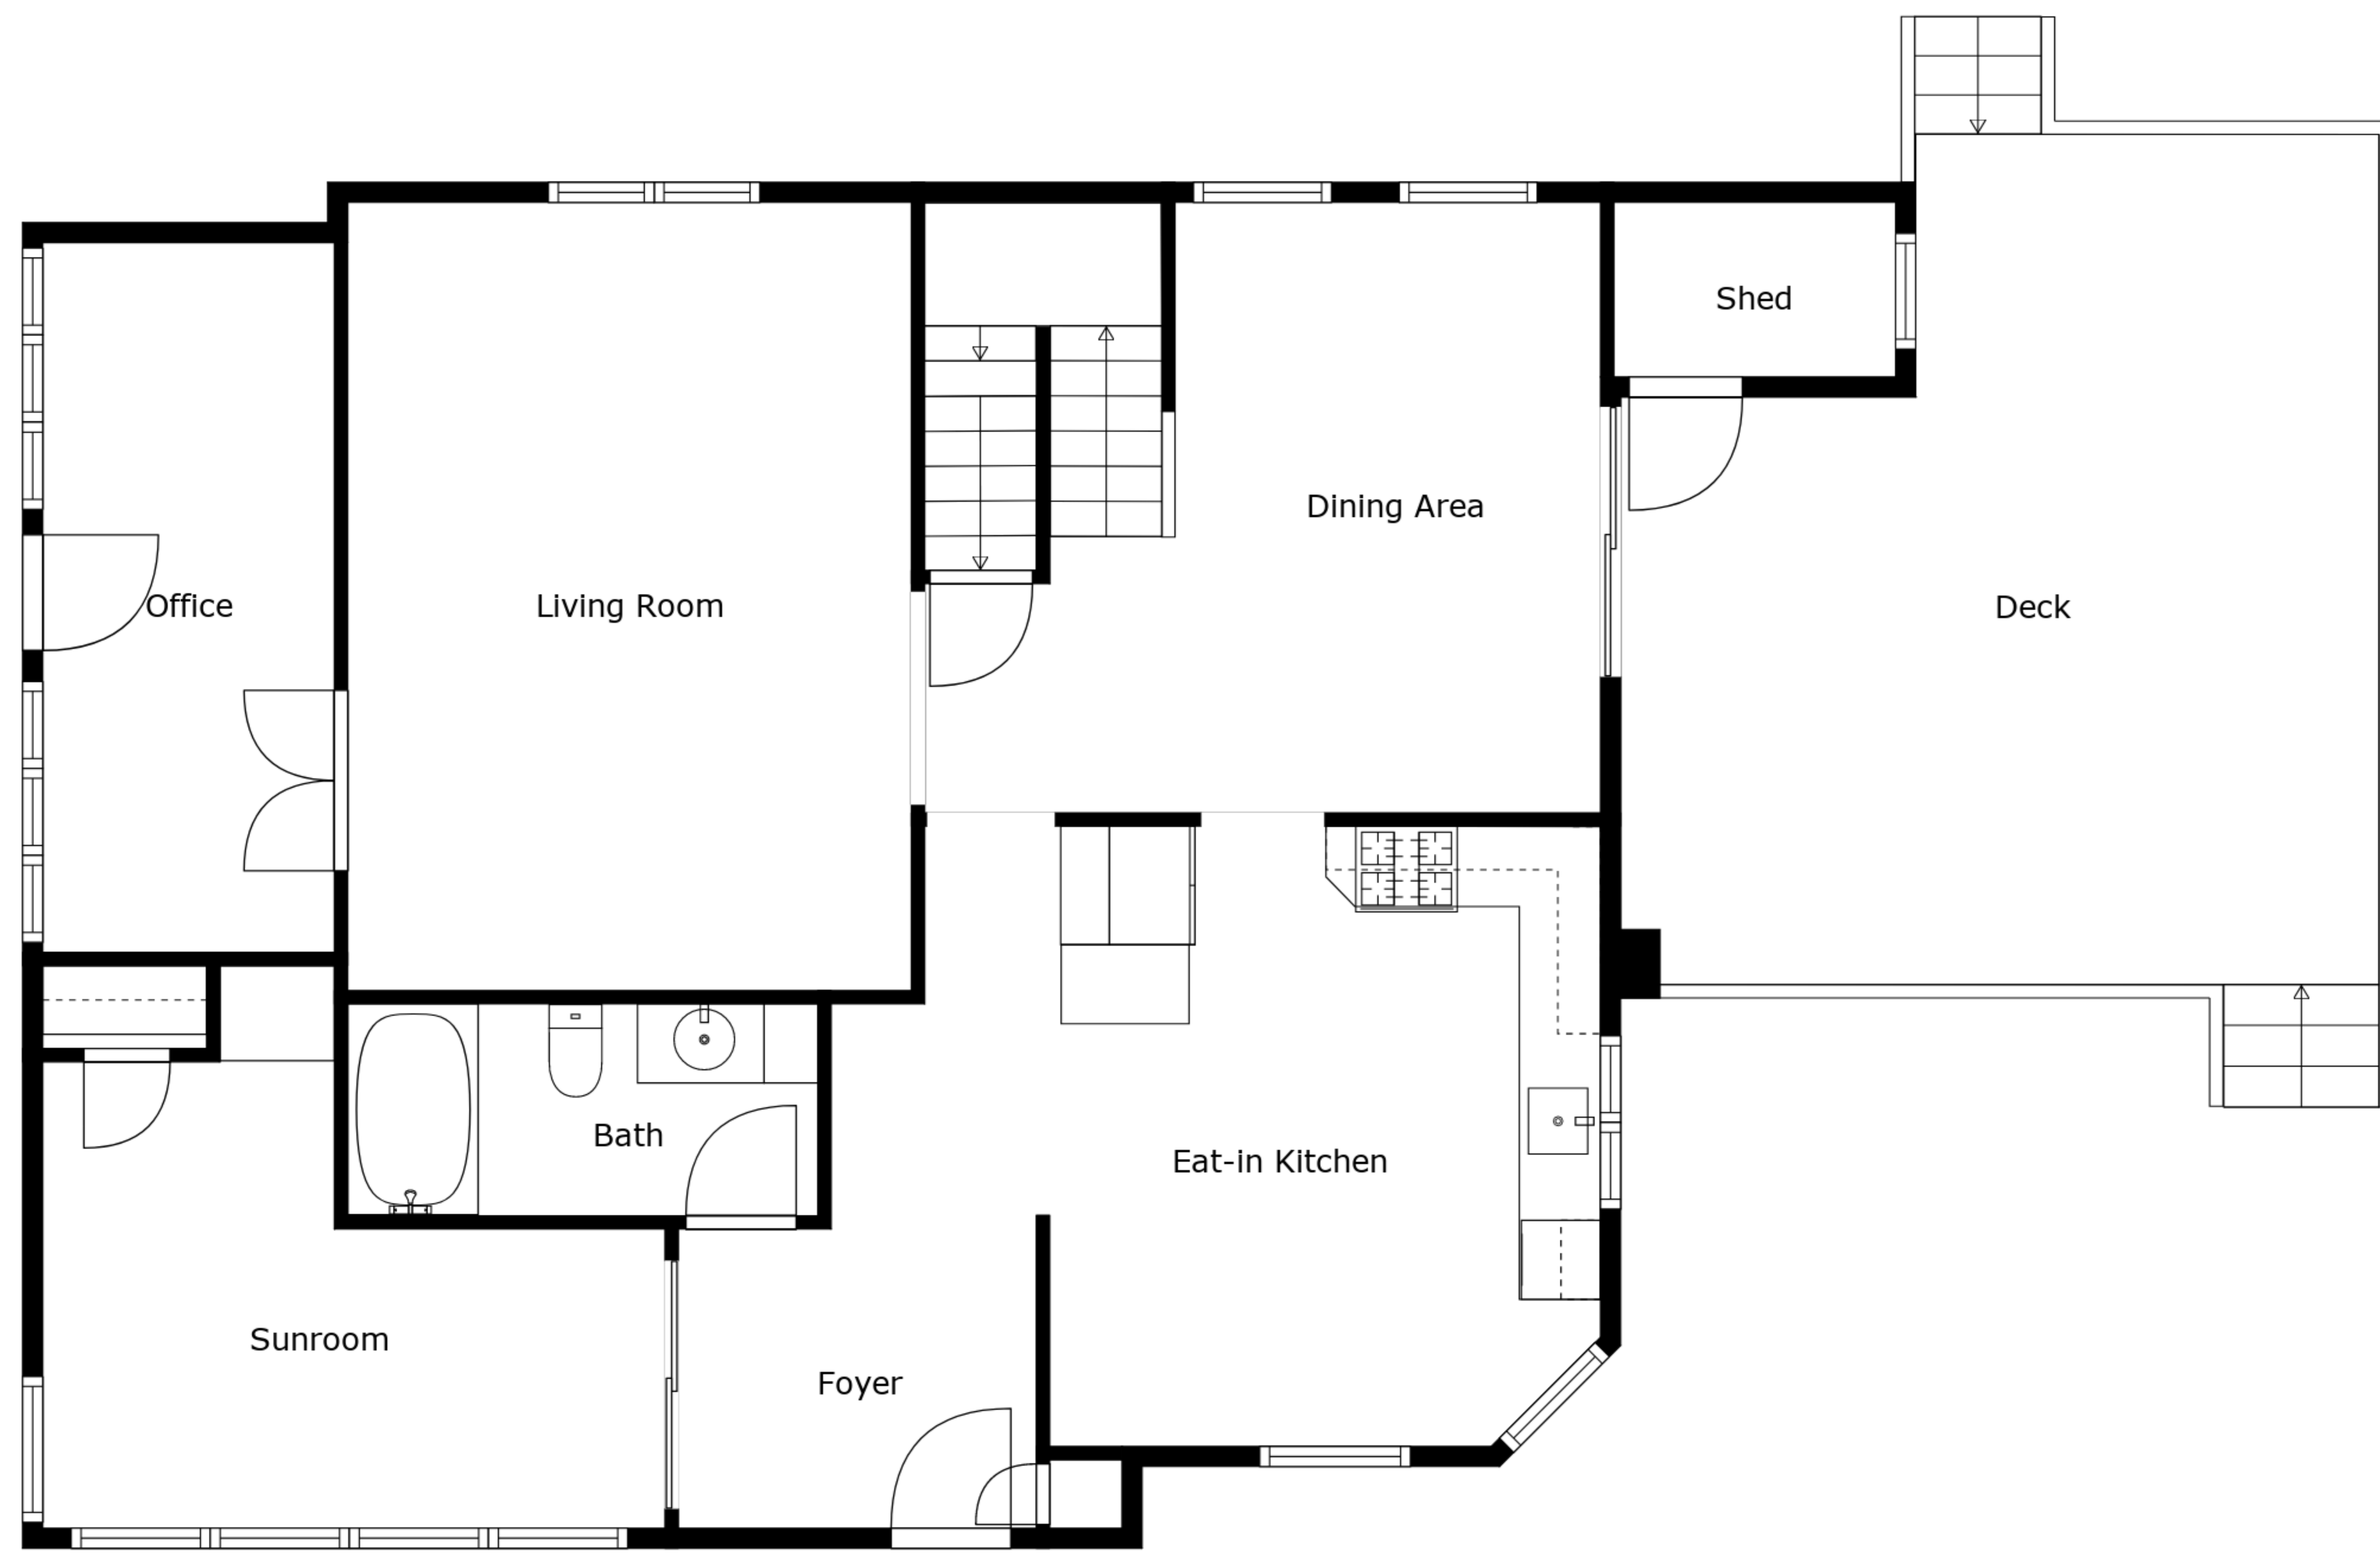 Shed
Dining Area
Office
Living Room
Deck
Bath
Eat-in Kitchen
Sunroom
Foyer